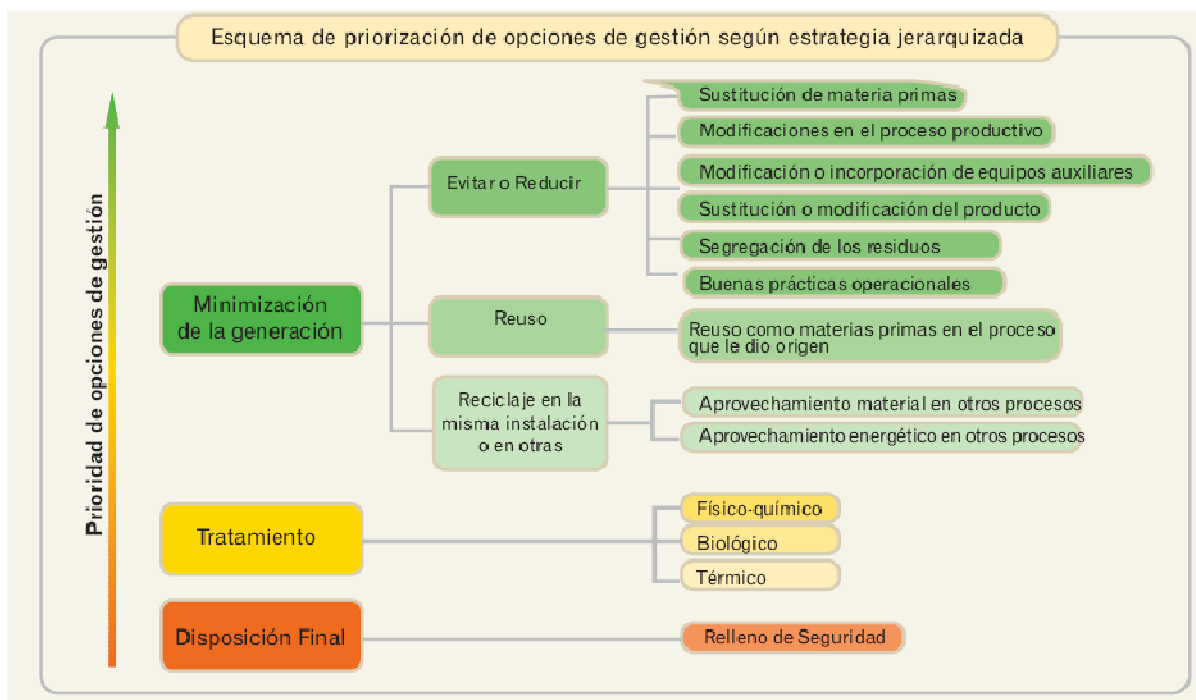 Esquema de priorización de opciones de gestión según estrategia jerarquizada
Prioridad de opciones de gestión
Minimización
de la generación
Evitar o Reducir
Sustitución de materia primas
Modificaciones en el proceso productivo
Modificación o incorporación de equipos auxiliares
Sustitución o modificación del producto
Segregación de los residuos
Buenas prácticas operacionales
Reuso
Reuso como materias primas en el proceso
que le dio origen
Reciclaje en la
misma instalación
o en otras
Aprovechamiento material en otros procesos
Aprovechamiento energético en otros procesos
Tratamiento
Físico-químico
Biológico
Térmico
Disposición Final
Relleno de Seguridad